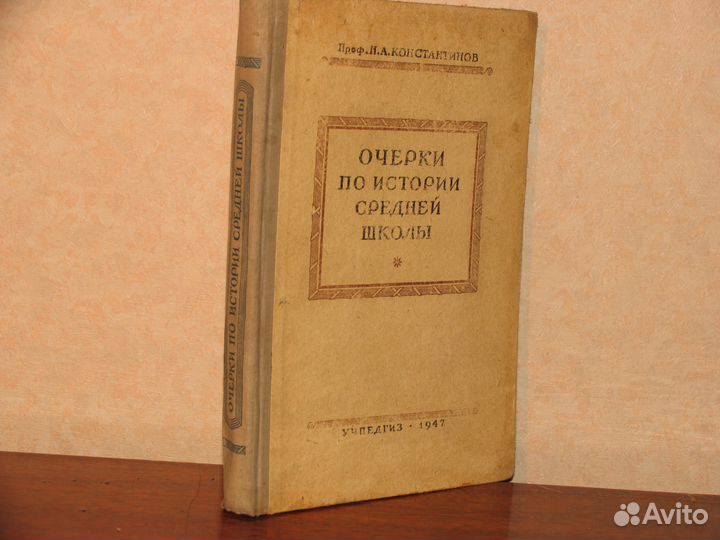 Проф. Н.А.КОНСТАНТИНОВ
ОЧЕРКИ
ПО ИСТОРИИ
СРЕДНЕЙ
ШКОЛЫ
*
УЧПЕДГИЗ · 1947
ОЧЕРКИ ПО ИСТОРИИ СРЕДНЕЙ ШКОЛЫ
Avito